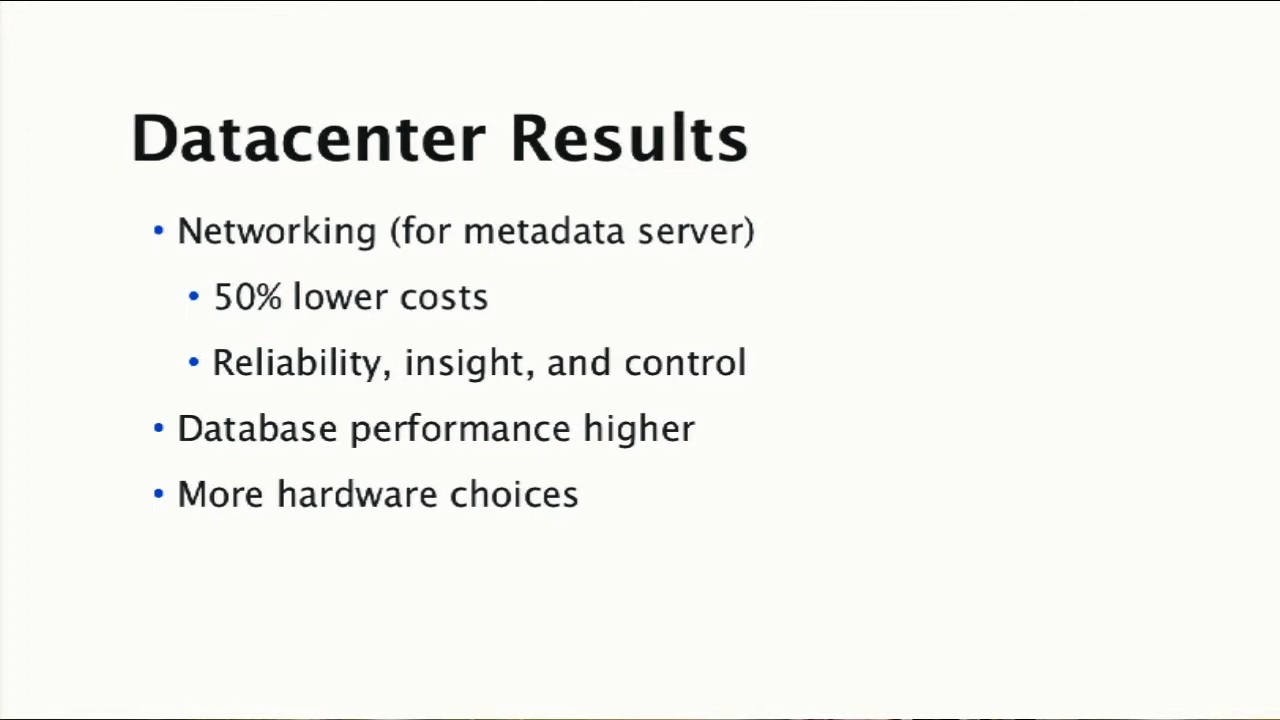 Datacenter Results
• Networking (for metadata server)
• 50% lower costs
• Reliability, insight, and control
• Database performance higher
• More hardware choices